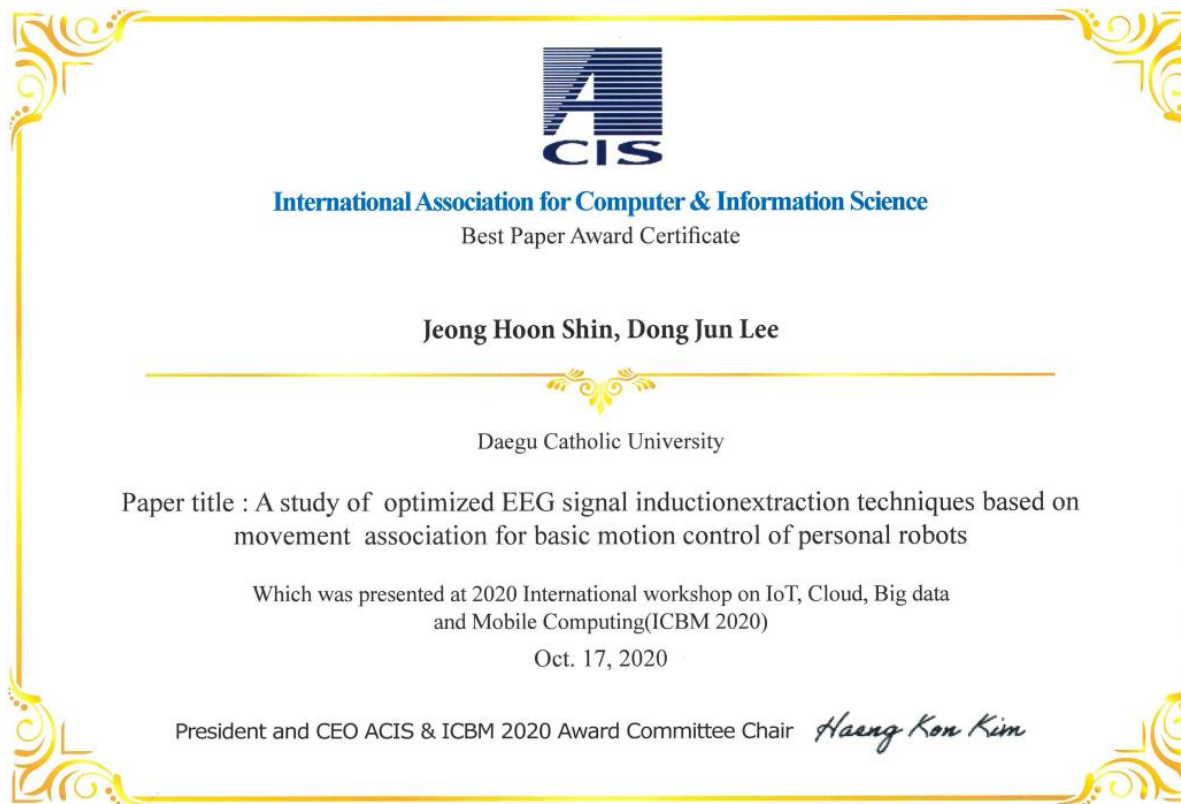 A
CIS
International Association for Computer & Information Science
Best Paper Award Certificate
Jeong Hoon Shin, Dong Jun Lee
Daegu Catholic University
Paper title : A study of optimized EEG signal inductionextraction techniques based on
movement association for basic motion control of personal robots
Which was presented at 2020 International workshop on IoT, Cloud, Big data
and Mobile Computing(ICBM 2020)
Oct. 17, 2020
President and CEO ACIS & ICBM 2020 Award Committee Chair Haeng Kon Kim